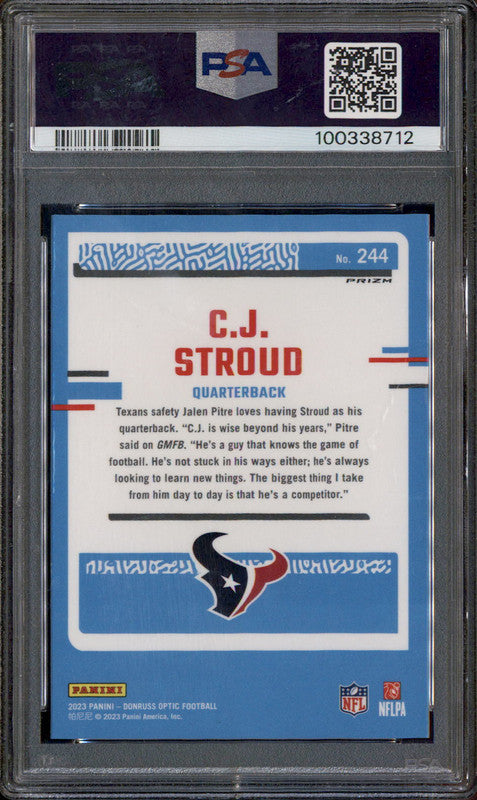 PSA
100338712
No. 244
PRIZM
C.J.
STROUD
QUARTERBACK
Texans safety Jalen Pitre loves having Stroud as his
quarterback. “C.J. is wise beyond his years,” Pitre
said on GMFB. “He’s a guy that knows the game of
football. He’s not stuck in his ways either; he’s always
looking to learn new things. The biggest thing I take
from him day to day is that he’s a competitor.”
PANINI
2023 PANINI – DONRUSS OPTIC FOOTBALL
帕尼尼 © 2023 Panini America, Inc.
NFL
NFLPA
PSA